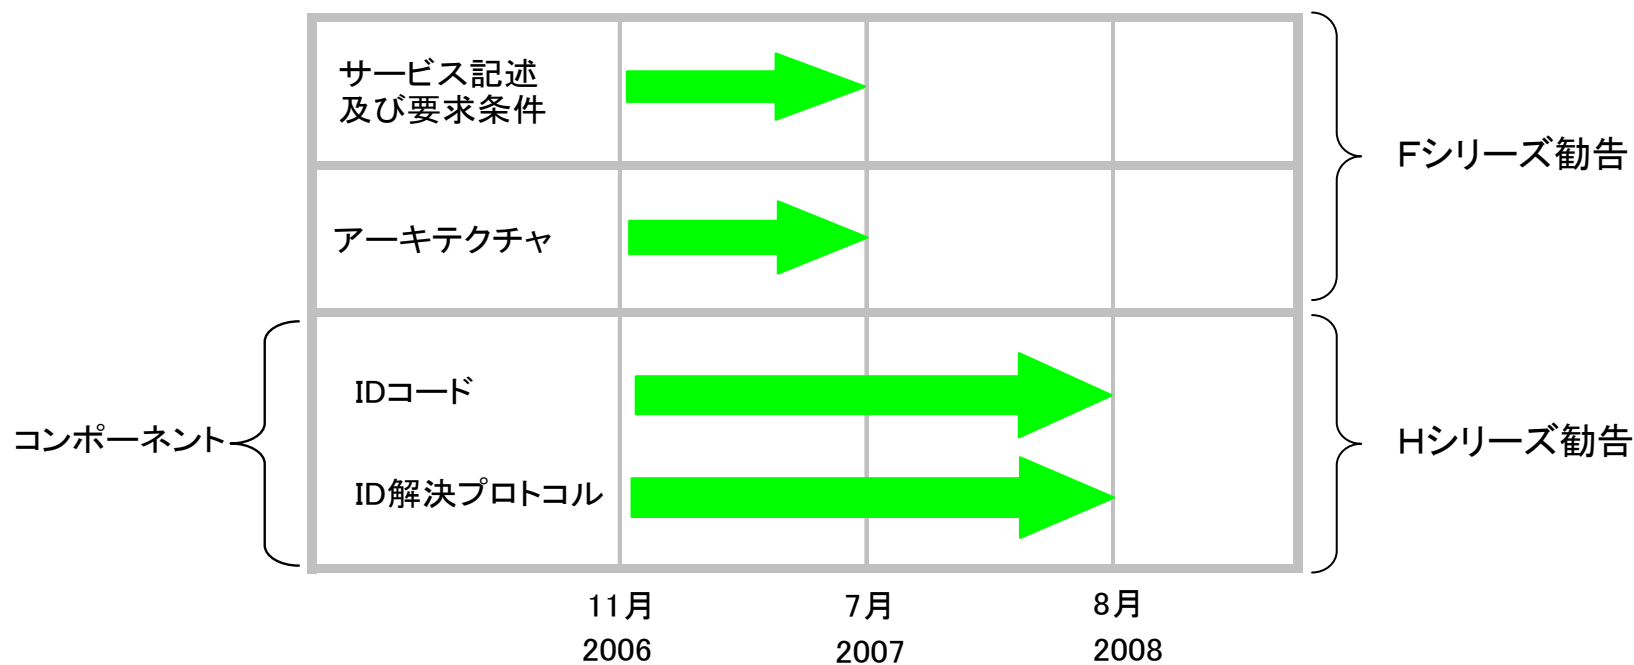 サービス記述
及び要求条件
Fシリーズ勧告
アーキテクチャ
IDコード
コンポーネント
Hシリーズ勧告
ID解決プロトコル
11月
7月
8月
2006
2007
2008